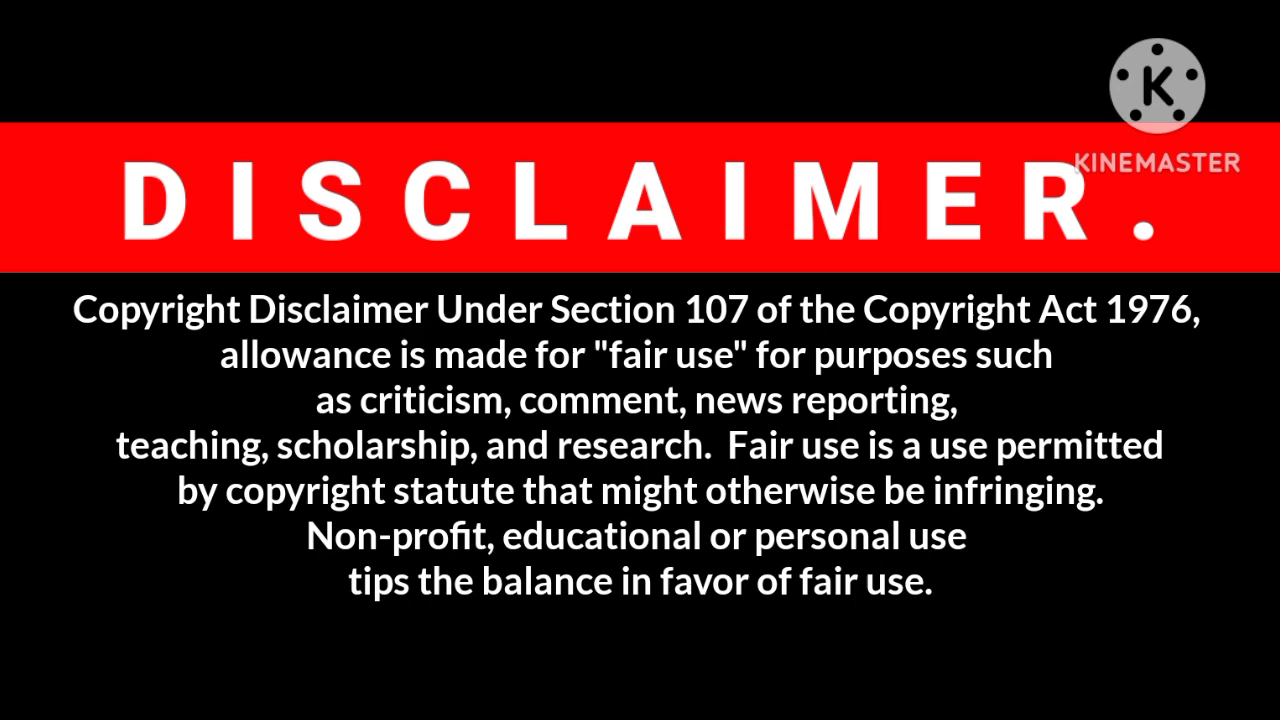 K
KINEMASTER
DISCLAIMER.
Copyright Disclaimer Under Section 107 of the Copyright Act 1976,
allowance is made for "fair use" for purposes such
as criticism, comment, news reporting,
teaching, scholarship, and research.  Fair use is a use permitted
by copyright statute that might otherwise be infringing.
Non-profit, educational or personal use
tips the balance in favor of fair use.